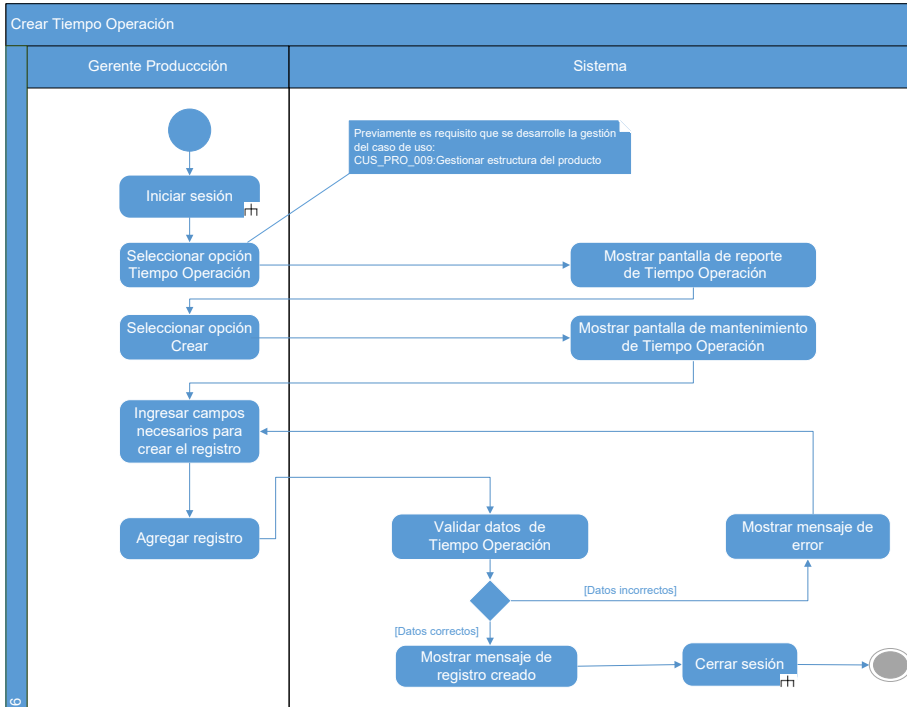 Crear Tiempo Operación
Gerente Produccción
Sistema
Previamente es requisito que se desarrolle la gestión
del caso de uso:
CUS_PRO_009:Gestionar estructura del producto
Iniciar sesión
Seleccionar opción
Tiempo Operación
Mostrar pantalla de reporte
de Tiempo Operación
Seleccionar opción
Crear
Mostrar pantalla de mantenimiento
de Tiempo Operación
Ingresar campos
necesarios para
crear el registro
Agregar registro
Validar datos de
Tiempo Operación
Mostrar mensaje de
error
[Datos incorrectos]
[Datos correctos]
Mostrar mensaje de
registro creado
Cerrar sesión